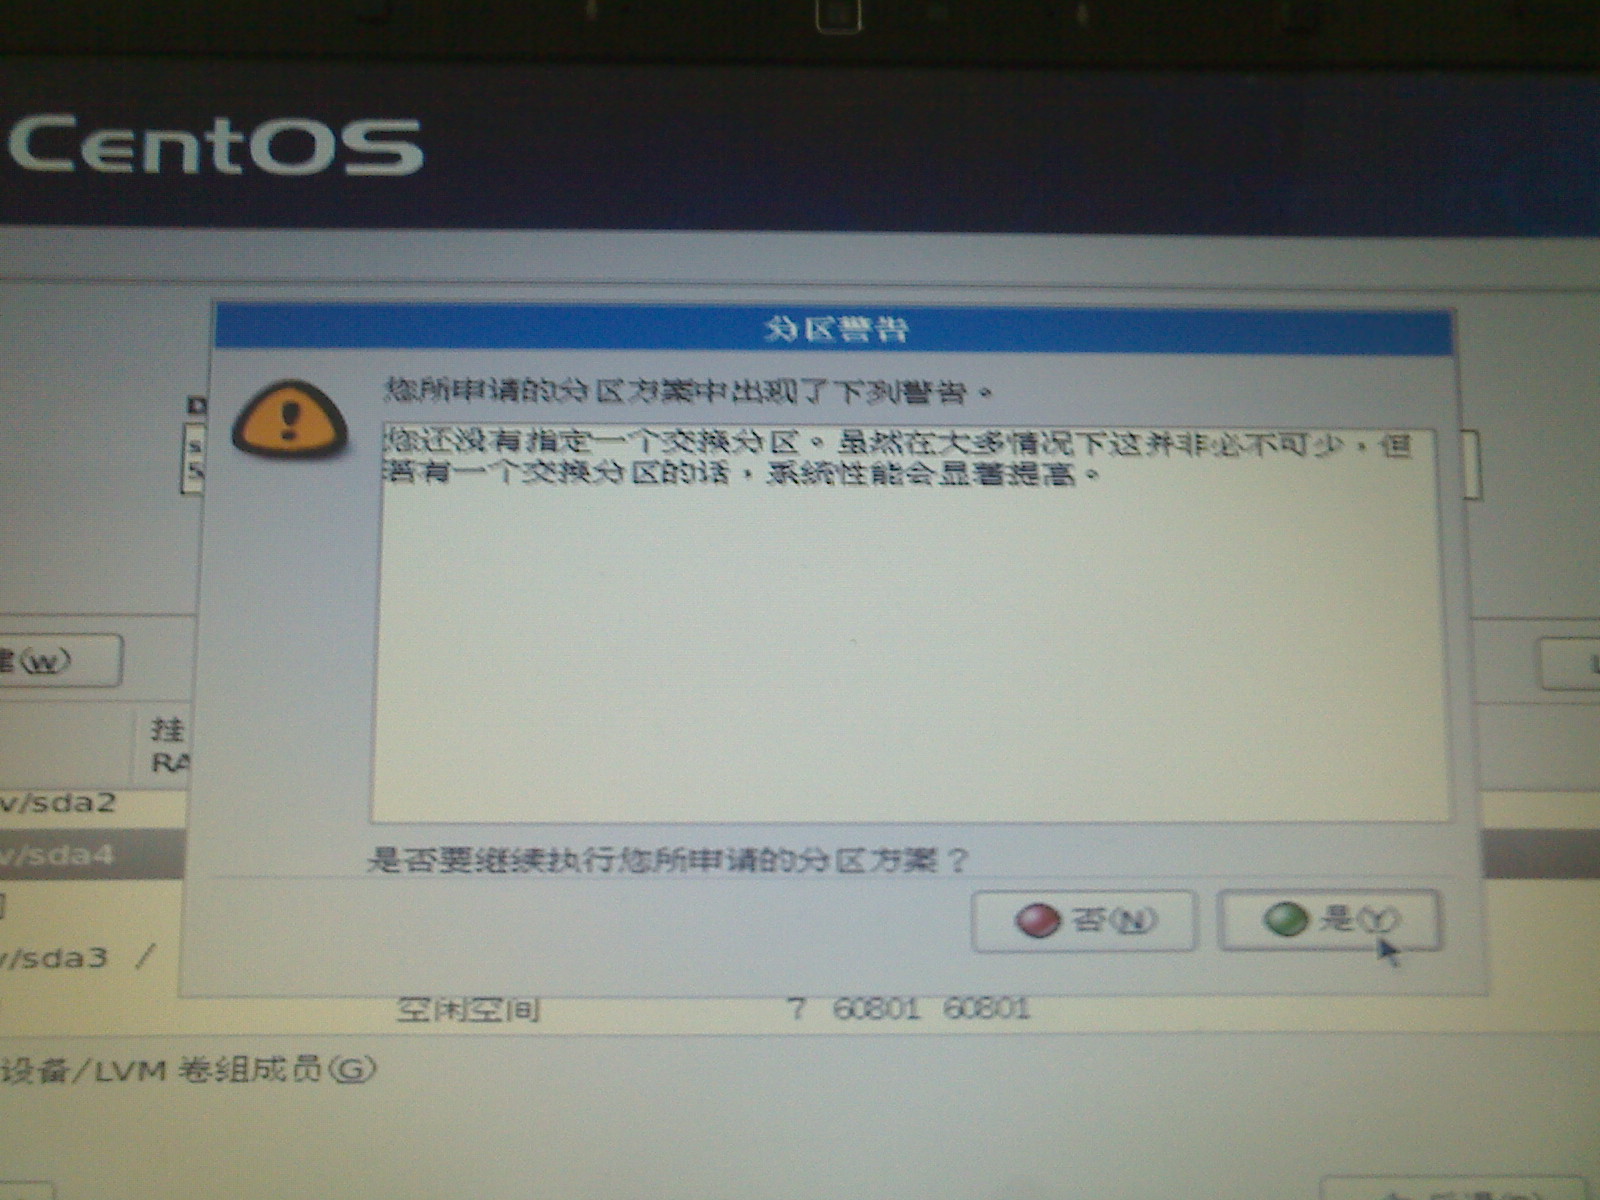 CentOS
分区警告
您所申请的分区方案中出现了下列警告。
您还没有指定一个交换分区。虽然在大多情况下这并非必不可少，但
若有一个交换分区的话，系统性能会显著提高。
建(W)
挂
RA
v/sda2
v/sda4
是否要继续执行您所申请的分区方案？
否(N)
是(Y)
v/sda3 /
空闲空间 7 60801 60801
设备/LVM 卷组成员(G)